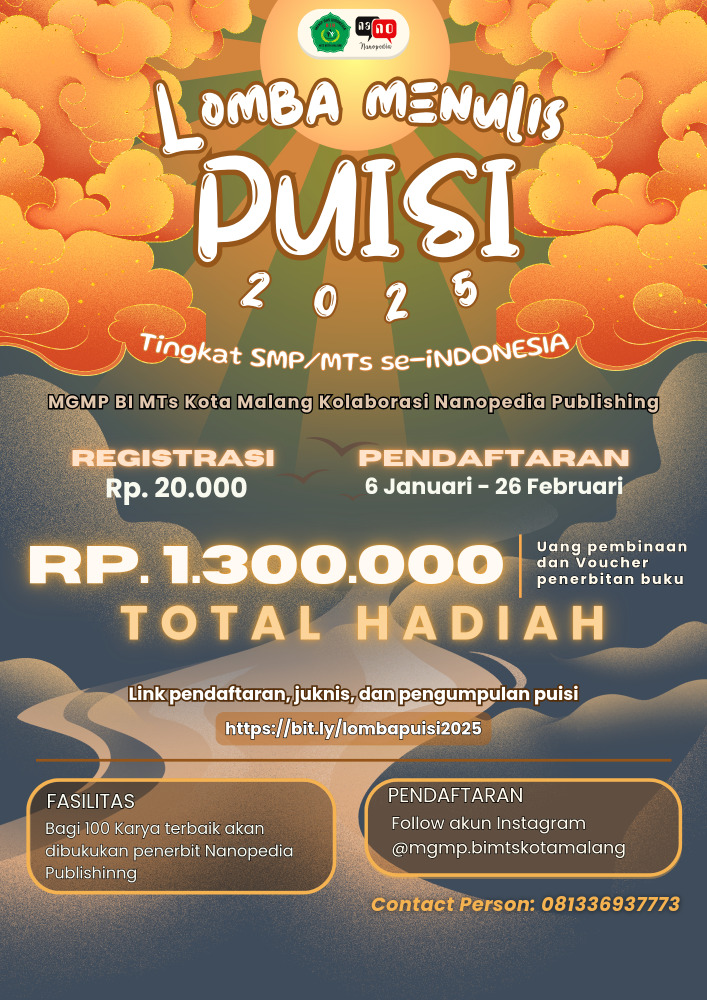 nano
Nanopedia
Lomba menulis
PUISI
2025
Tingkat SMP/MTs se-iNDONESIA
MGMP BI MTs Kota Malang Kolaborasi Nanopedia Publishing
REGISTRASI
Rp. 20.000
PENDAFTARAN
6 Januari - 26 Februari
RP. 1.300.000
Uang pembinaan
dan Voucher
penerbitan buku
TOTAL HADIAH
Link pendaftaran, juknis, dan pengumpulan puisi
https://bit.ly/lombapuisi2025
FASILITAS
Bagi 100 Karya terbaik akan
dibukukan penerbit Nanopedia
Publishinng
PENDAFTARAN
Follow akun Instagram
@mgmp.bimtskotamalang
Contact Person: 081336937773